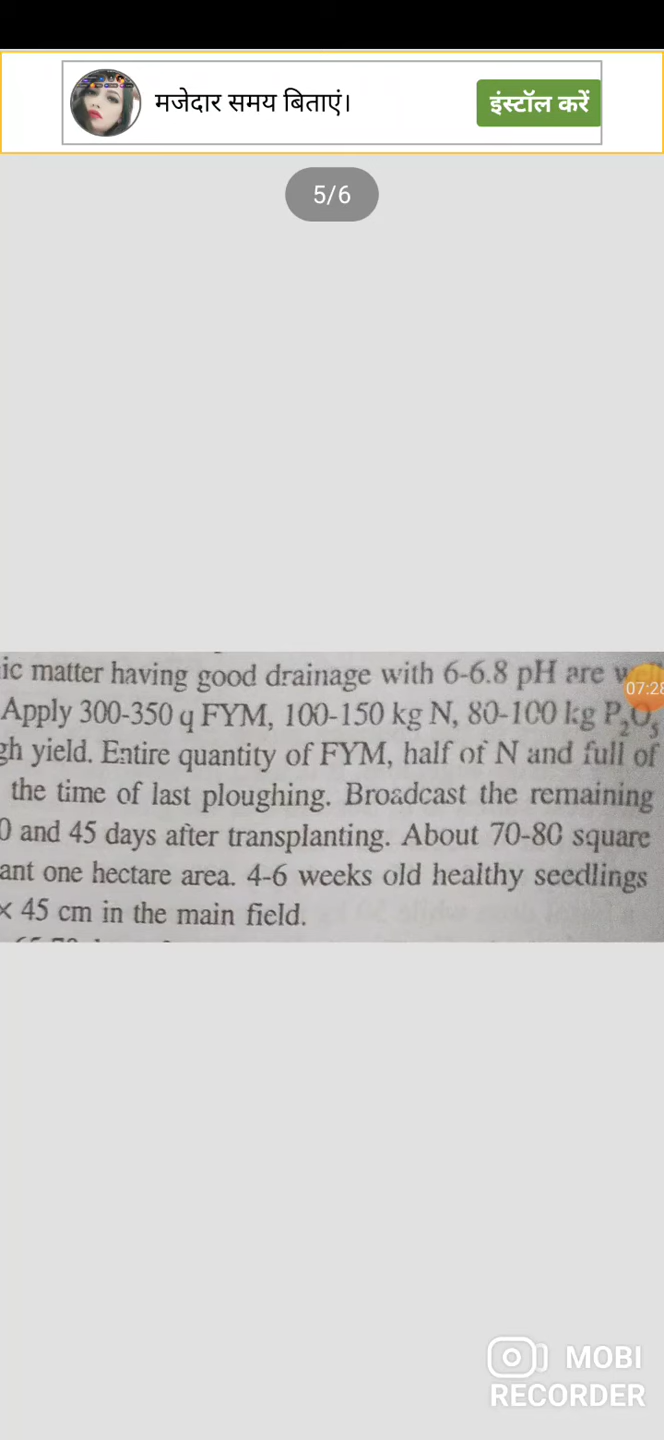 मजेदार समय बिताएं।
इंस्टॉल करें
5/6
ic matter having good drainage with 6-6.8 pH are
07:28
Apply 300-350 q FYM, 100-150 kg N, 80-100 kg P₂O₅
gh yield. Entire quantity of FYM, half of N and full of
the time of last ploughing. Broadcast the remaining
0 and 45 days after transplanting. About 70-80 square
ant one hectare area. 4-6 weeks old healthy seedlings
× 45 cm in the main field.
MOBI
RECORDER